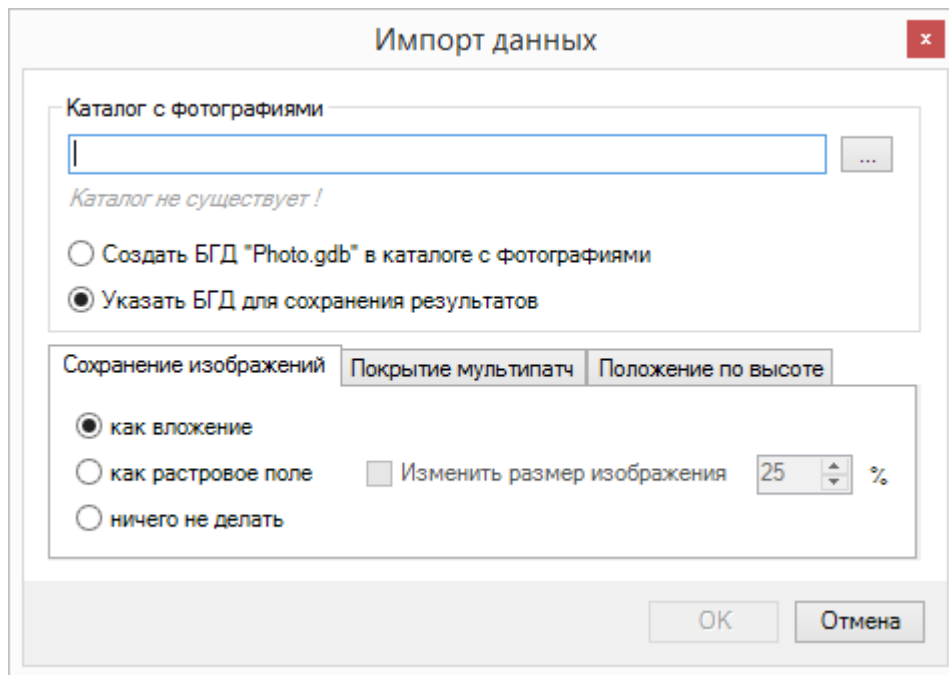 Импорт данных
x
Каталог с фотографиями
...
Каталог не существует !
Создать БГД "Photo.gdb" в каталоге с фотографиями
Указать БГД для сохранения результатов
Сохранение изображений Покрытие мультипатч Положение по высоте
как вложение
как растровое поле Изменить размер изображения 25 %
ничего не делать
OK Отмена